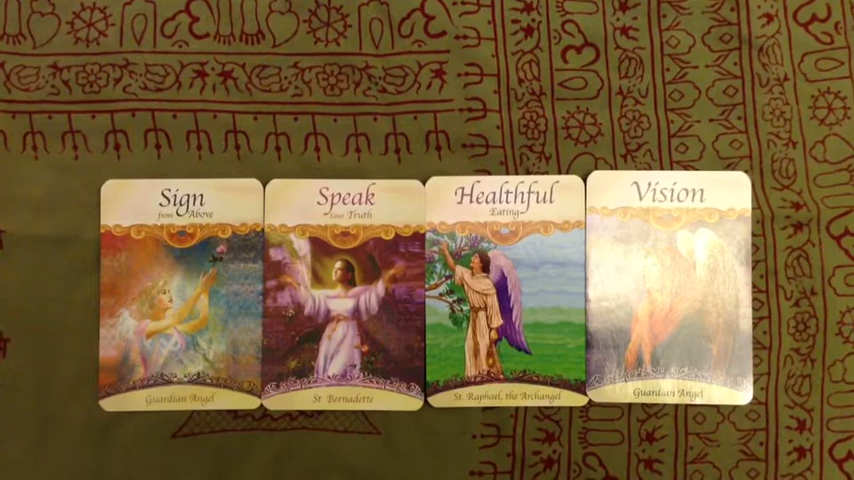 Sign
from Above
Guardian Angel
Speak
Your Truth
St Bernadette
Healthful
Eating
St. Raphael, the Archangel
Vision
Guardian Angel